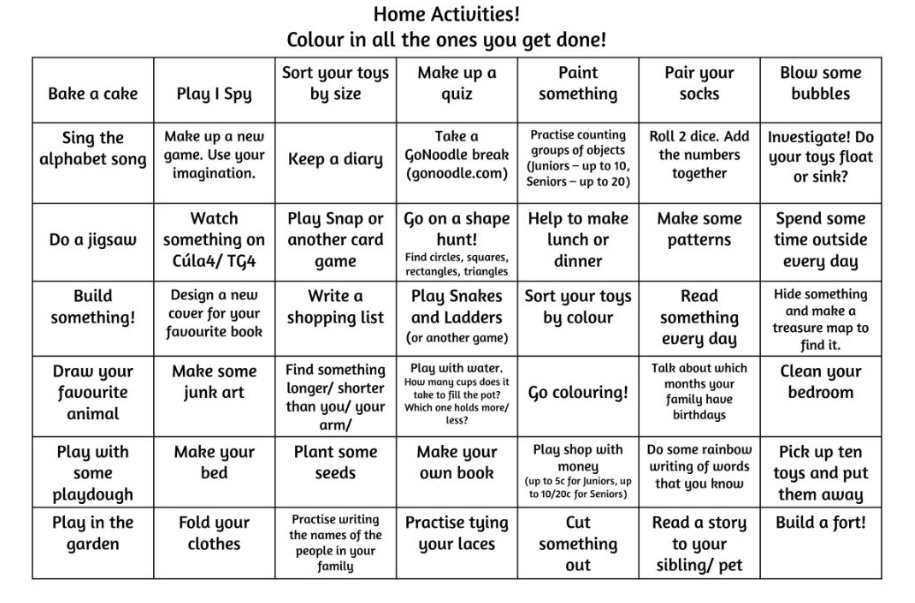 Home Activities!
Colour in all the ones you get done!
Bake a cake
Play I Spy
Sort your toys
by size
Make up a
quiz
Paint
something
Pair your
socks
Blow some
bubbles
Sing the
alphabet song
Make up a new
game. Use your
imagination.
Keep a diary
Take a
GoNoodle break
(gonoodle.com)
Practise counting
groups of objects
(Juniors – up to 10,
Seniors – up to 20)
Roll 2 dice. Add
the numbers
together
Investigate! Do
your toys float
or sink?
Do a jigsaw
Watch
something on
Cúla4/ TG4
Play Snap or
another card
game
Go on a shape
hunt!
Find circles, squares,
rectangles, triangles
Help to make
lunch or
dinner
Make some
patterns
Spend some
time outside
every day
Build
something!
Design a new
cover for your
favourite book
Write a
shopping list
Play Snakes
and Ladders
(or another game)
Sort your toys
by colour
Read
something
every day
Hide something
and make a
treasure map to
find it.
Draw your
favourite
animal
Make some
junk art
Find something
longer/ shorter
than you/ your
arm/
Play with water.
How many cups does it
take to fill the pot?
Which one holds more/
less?
Go colouring!
Talk about which
months your
family have
birthdays
Clean your
bedroom
Play with
some
playdough
Make your
bed
Plant some
seeds
Make your
own book
Play shop with
money
(up to 5c for Juniors, up
to 10/20c for Seniors)
Do some rainbow
writing of words
that you know
Pick up ten
toys and put
them away
Play in the
garden
Fold your
clothes
Practise writing
the names of the
people in your
family
Practise tying
your laces
Cut
something
out
Read a story
to your
sibling/ pet
Build a fort!